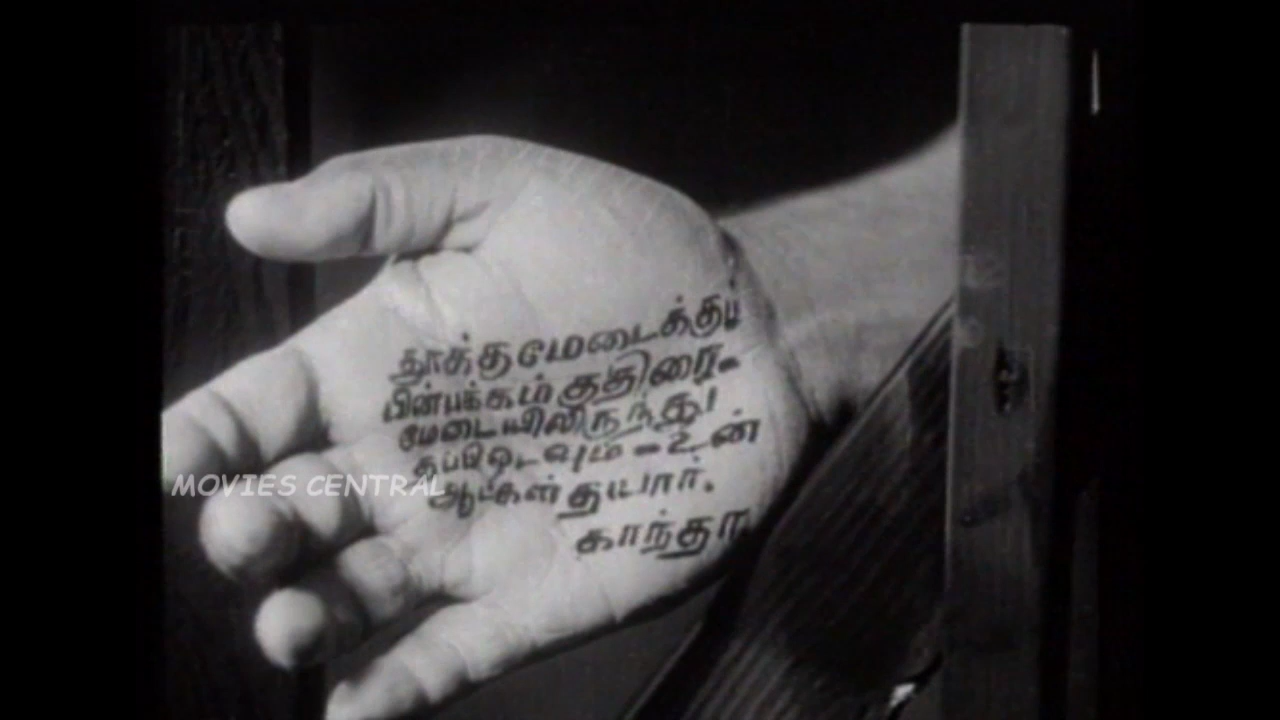 தூக்குமேடைக்குப்
பின்பக்கம் குதிரை.
மேடையிலிருந்து
தப்பி ஓடவும் - உன்
ஆட்கள் தயார்.
காந்தா
MOVIES CENTRAL